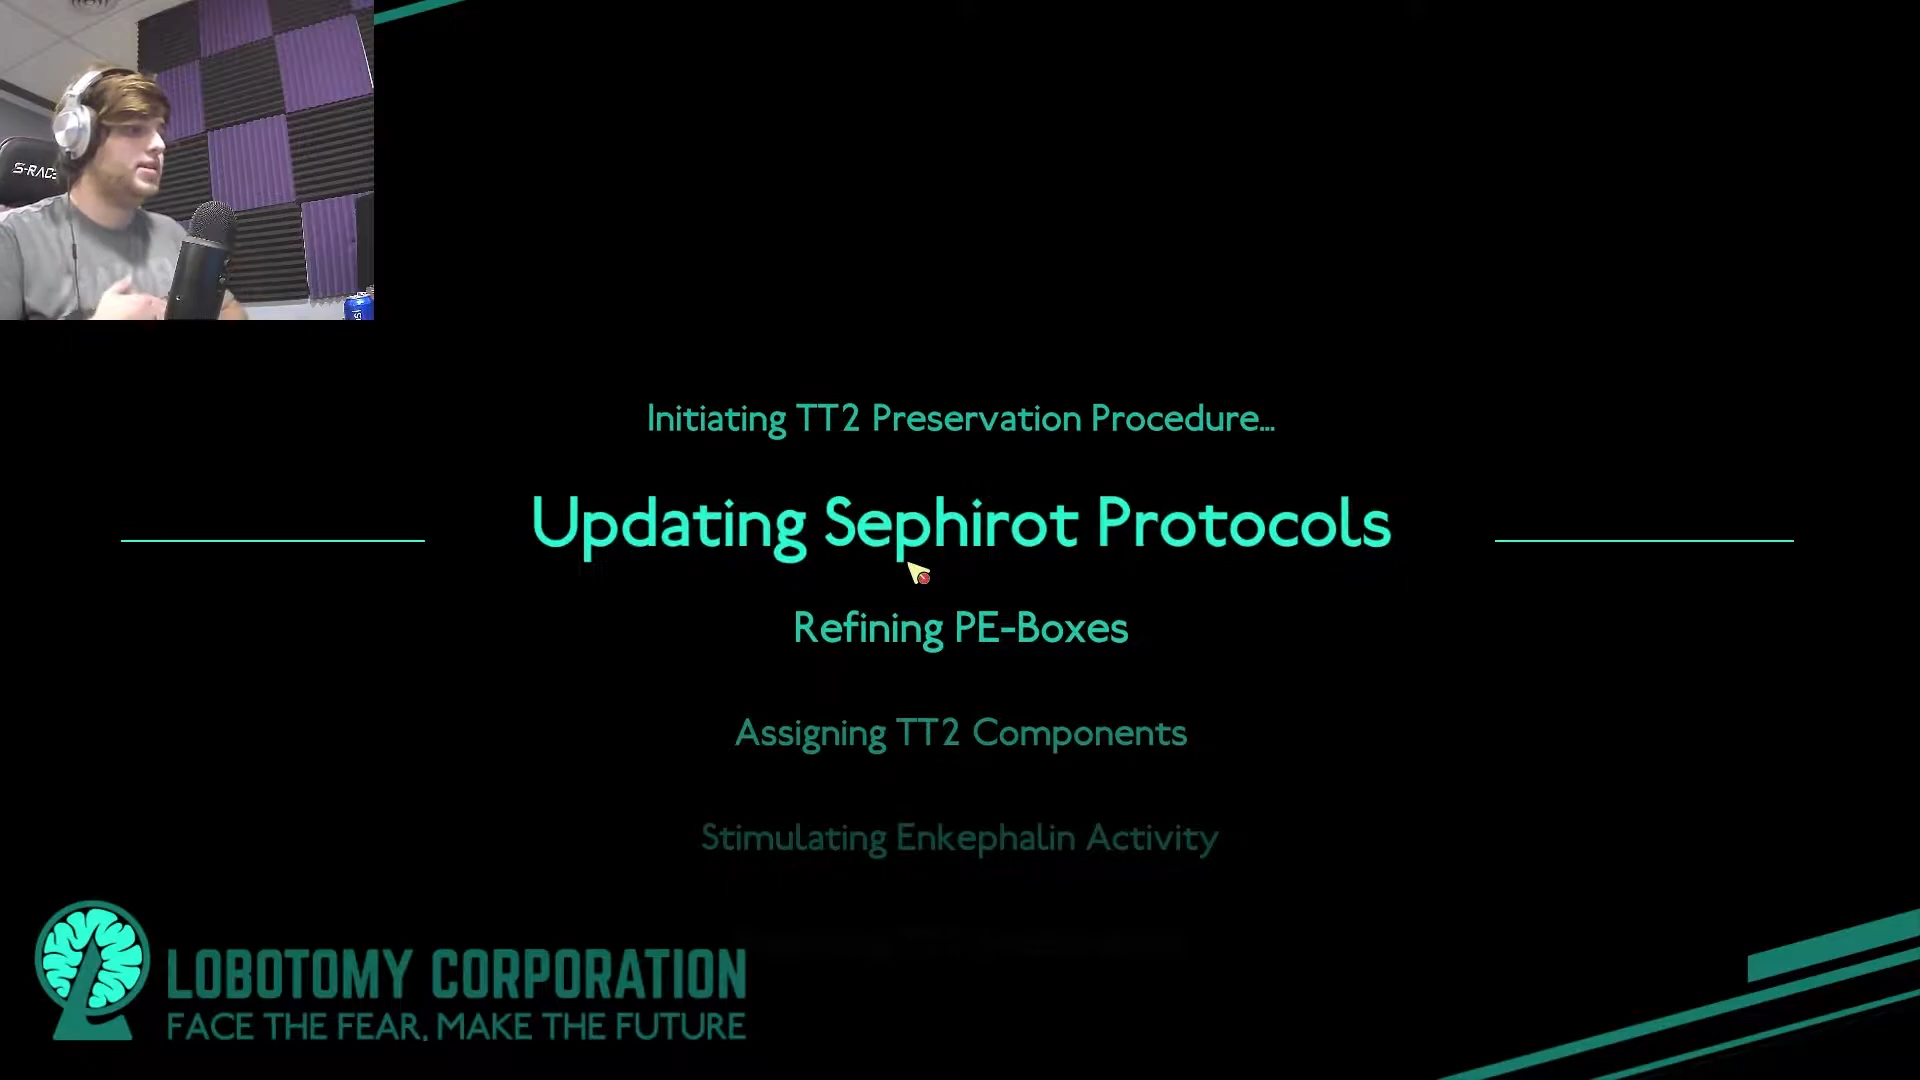 S-RAC
Initiating TT2 Preservation Procedure...
Updating Sephirot Protocols
Refining PE-Boxes
Assigning TT2 Components
Stimulating Enkephalin Activity
LOBOTOMY CORPORATION
FACE THE FEAR, MAKE THE FUTURE